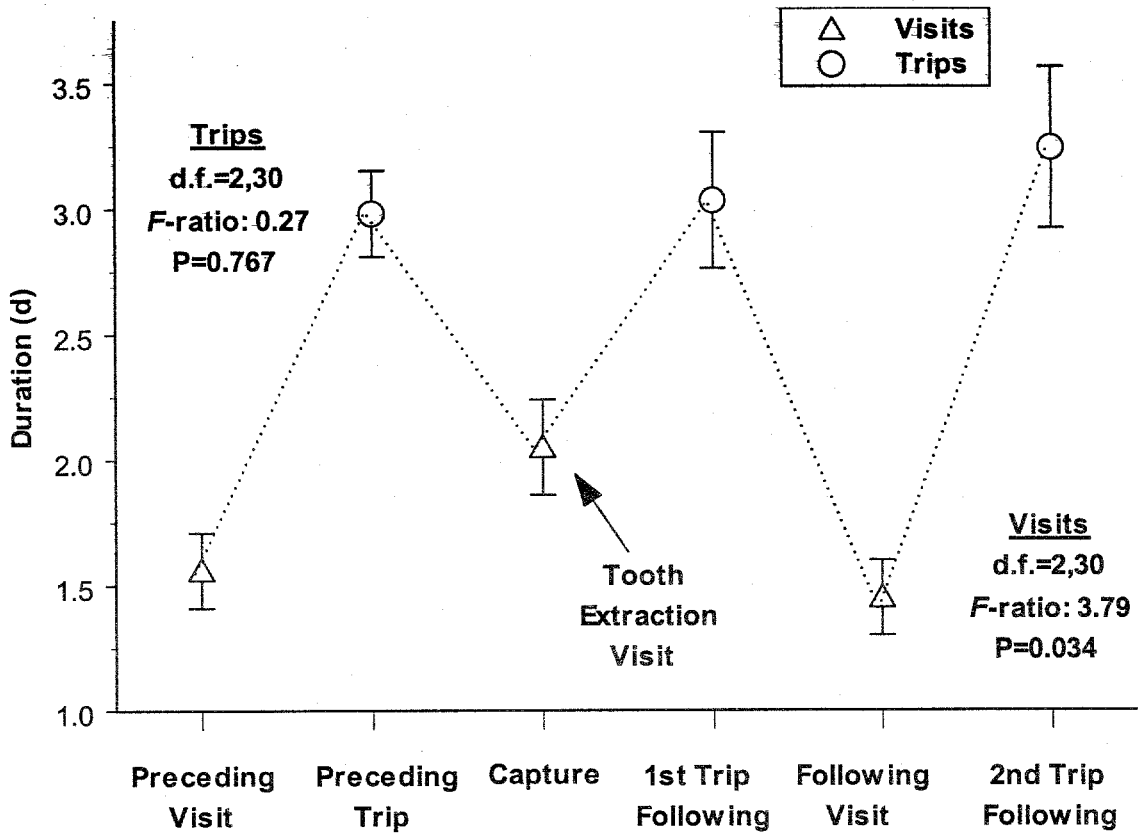 Visits
Trips
3.5
3.0
2.5
2.0
1.5
1.0
Duration (d)
Trips
d.f.=2,30
F-ratio: 0.27
P=0.767
Tooth
Extraction
Visit
Visits
d.f.=2,30
F-ratio: 3.79
P=0.034
Preceding
Visit
Preceding
Trip
Capture
1st Trip
Following
Following
Visit
2nd Trip
Following